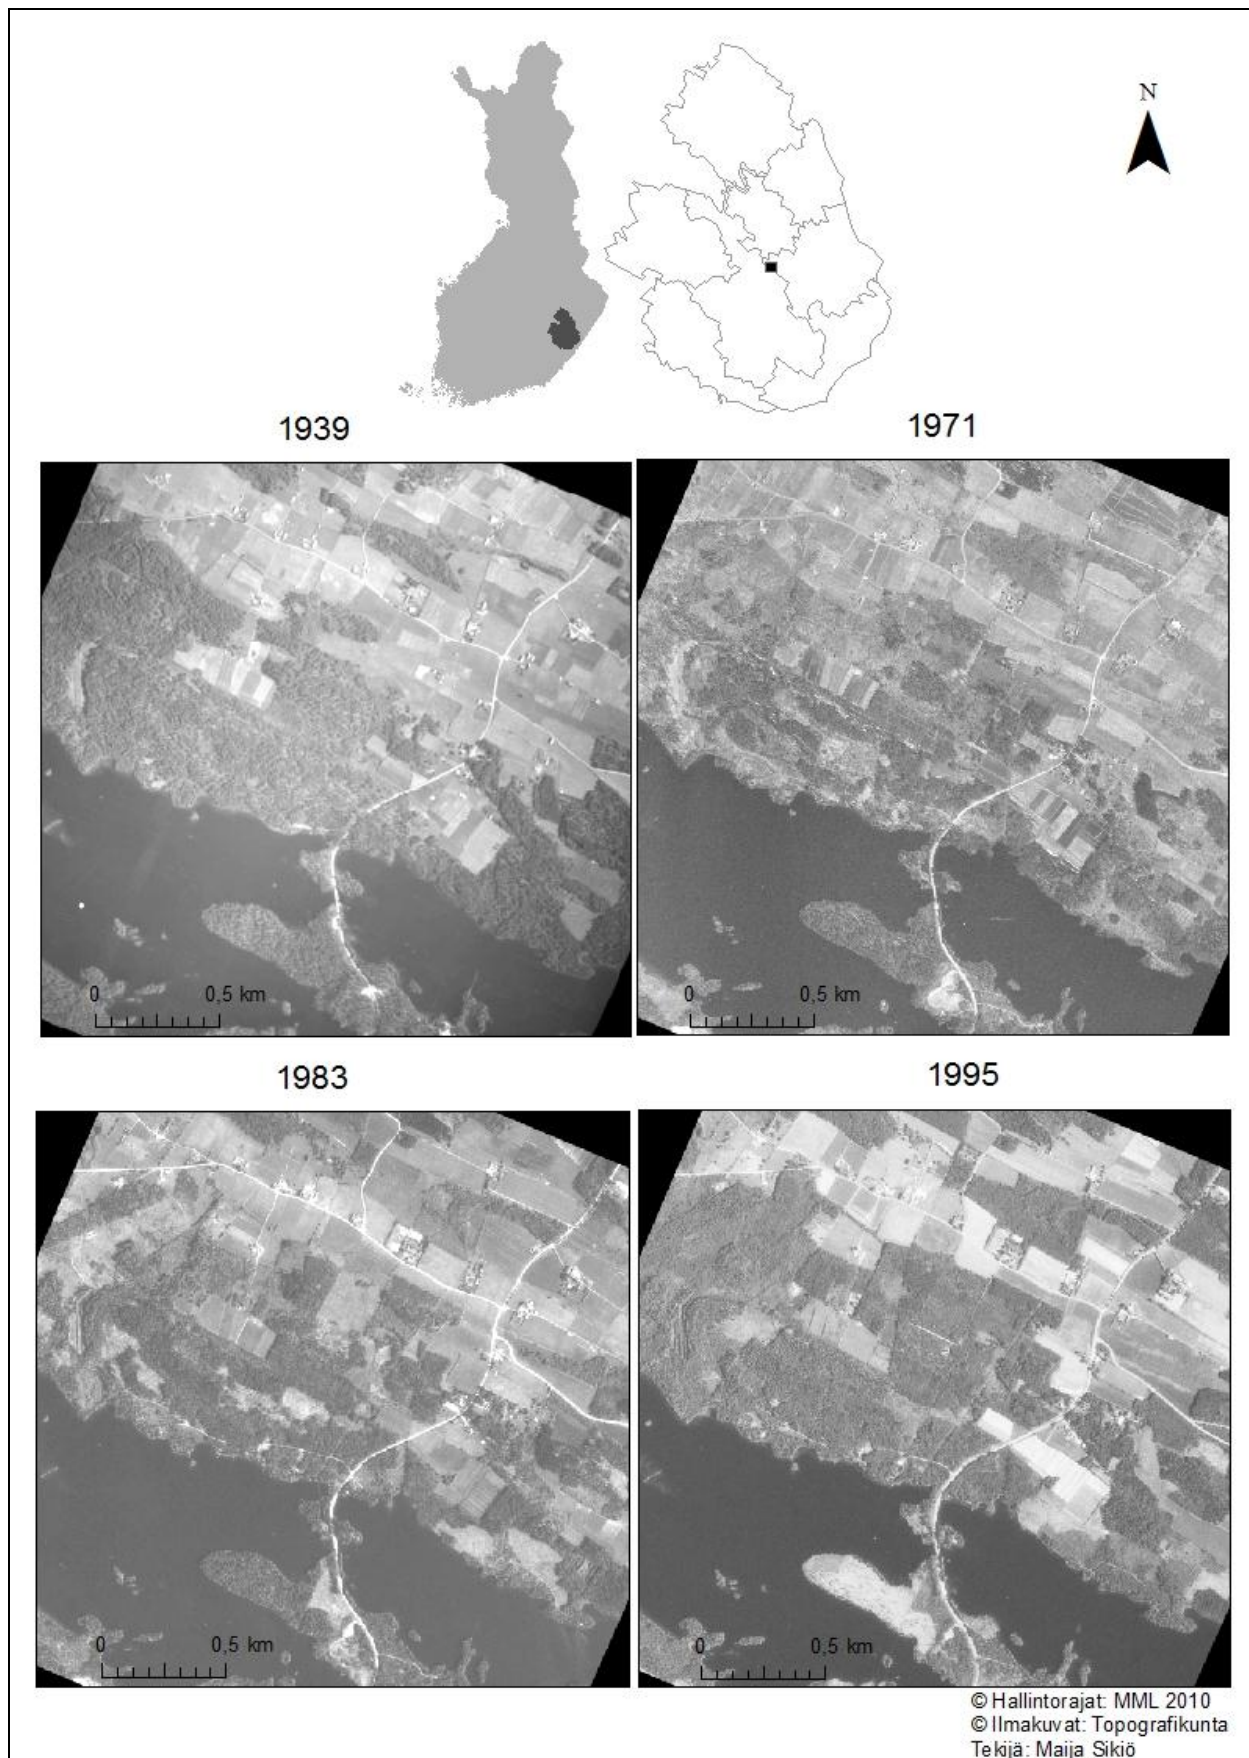 N
1939
1971
0 0,5 km
0 0,5 km
1983
1995
0 0,5 km
0 0,5 km
© Hallintorajat: MML 2010
© Ilmakuvat: Topografikunta
Tekijä: Maija Sikiö